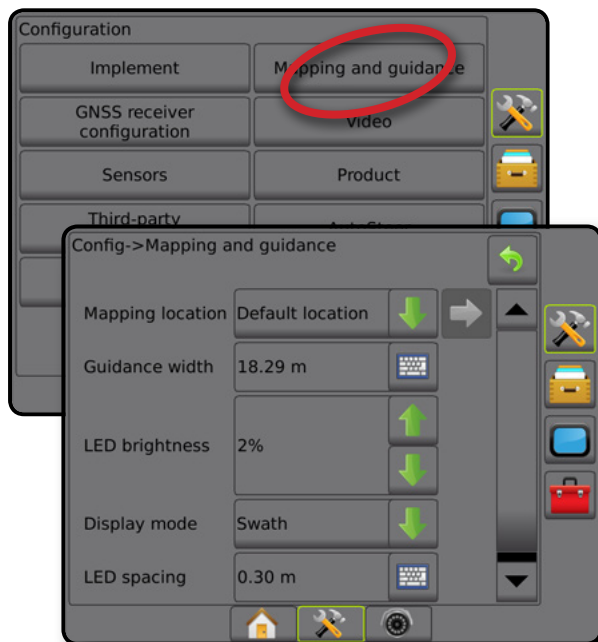 Configuration
Implement
Mapping and guidance
GNSS receiver
configuration
Video
Sensors
Product
Third-party
Config->Mapping and guidance
Mapping location
Default location
Guidance width
18.29 m
LED brightness
2%
Display mode
Swath
LED spacing
0.30 m